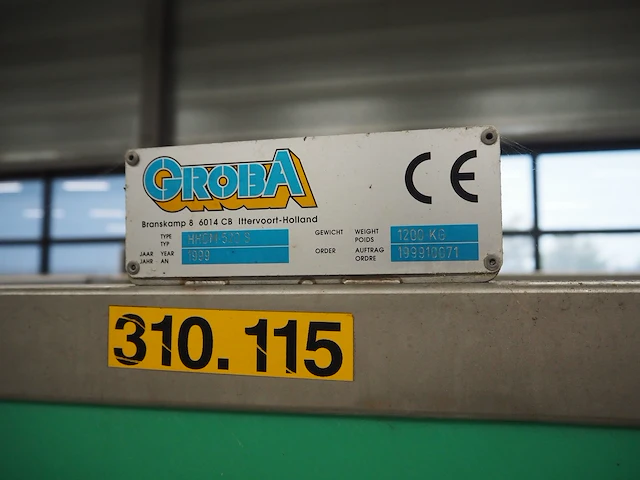 GROBA
CE
Branskamp 8 6014 CB Ittervoort-Holland
TYPE
TYP
GEWICHT WEIGHT 1200 KG
POIDS
JAAR YEAR 1999 ORDER AUFTRAG 199910071
JAHR AN ORDRE
310.115